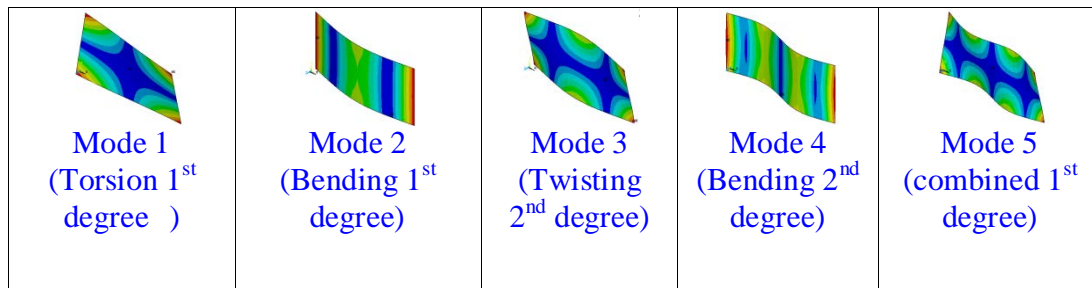 Mode 1
(Torsion 1st
degree )
Mode 2
(Bending 1st
degree)
Mode 3
(Twisting
2nd degree)
Mode 4
(Bending 2nd
degree)
Mode 5
(combined 1st
degree)